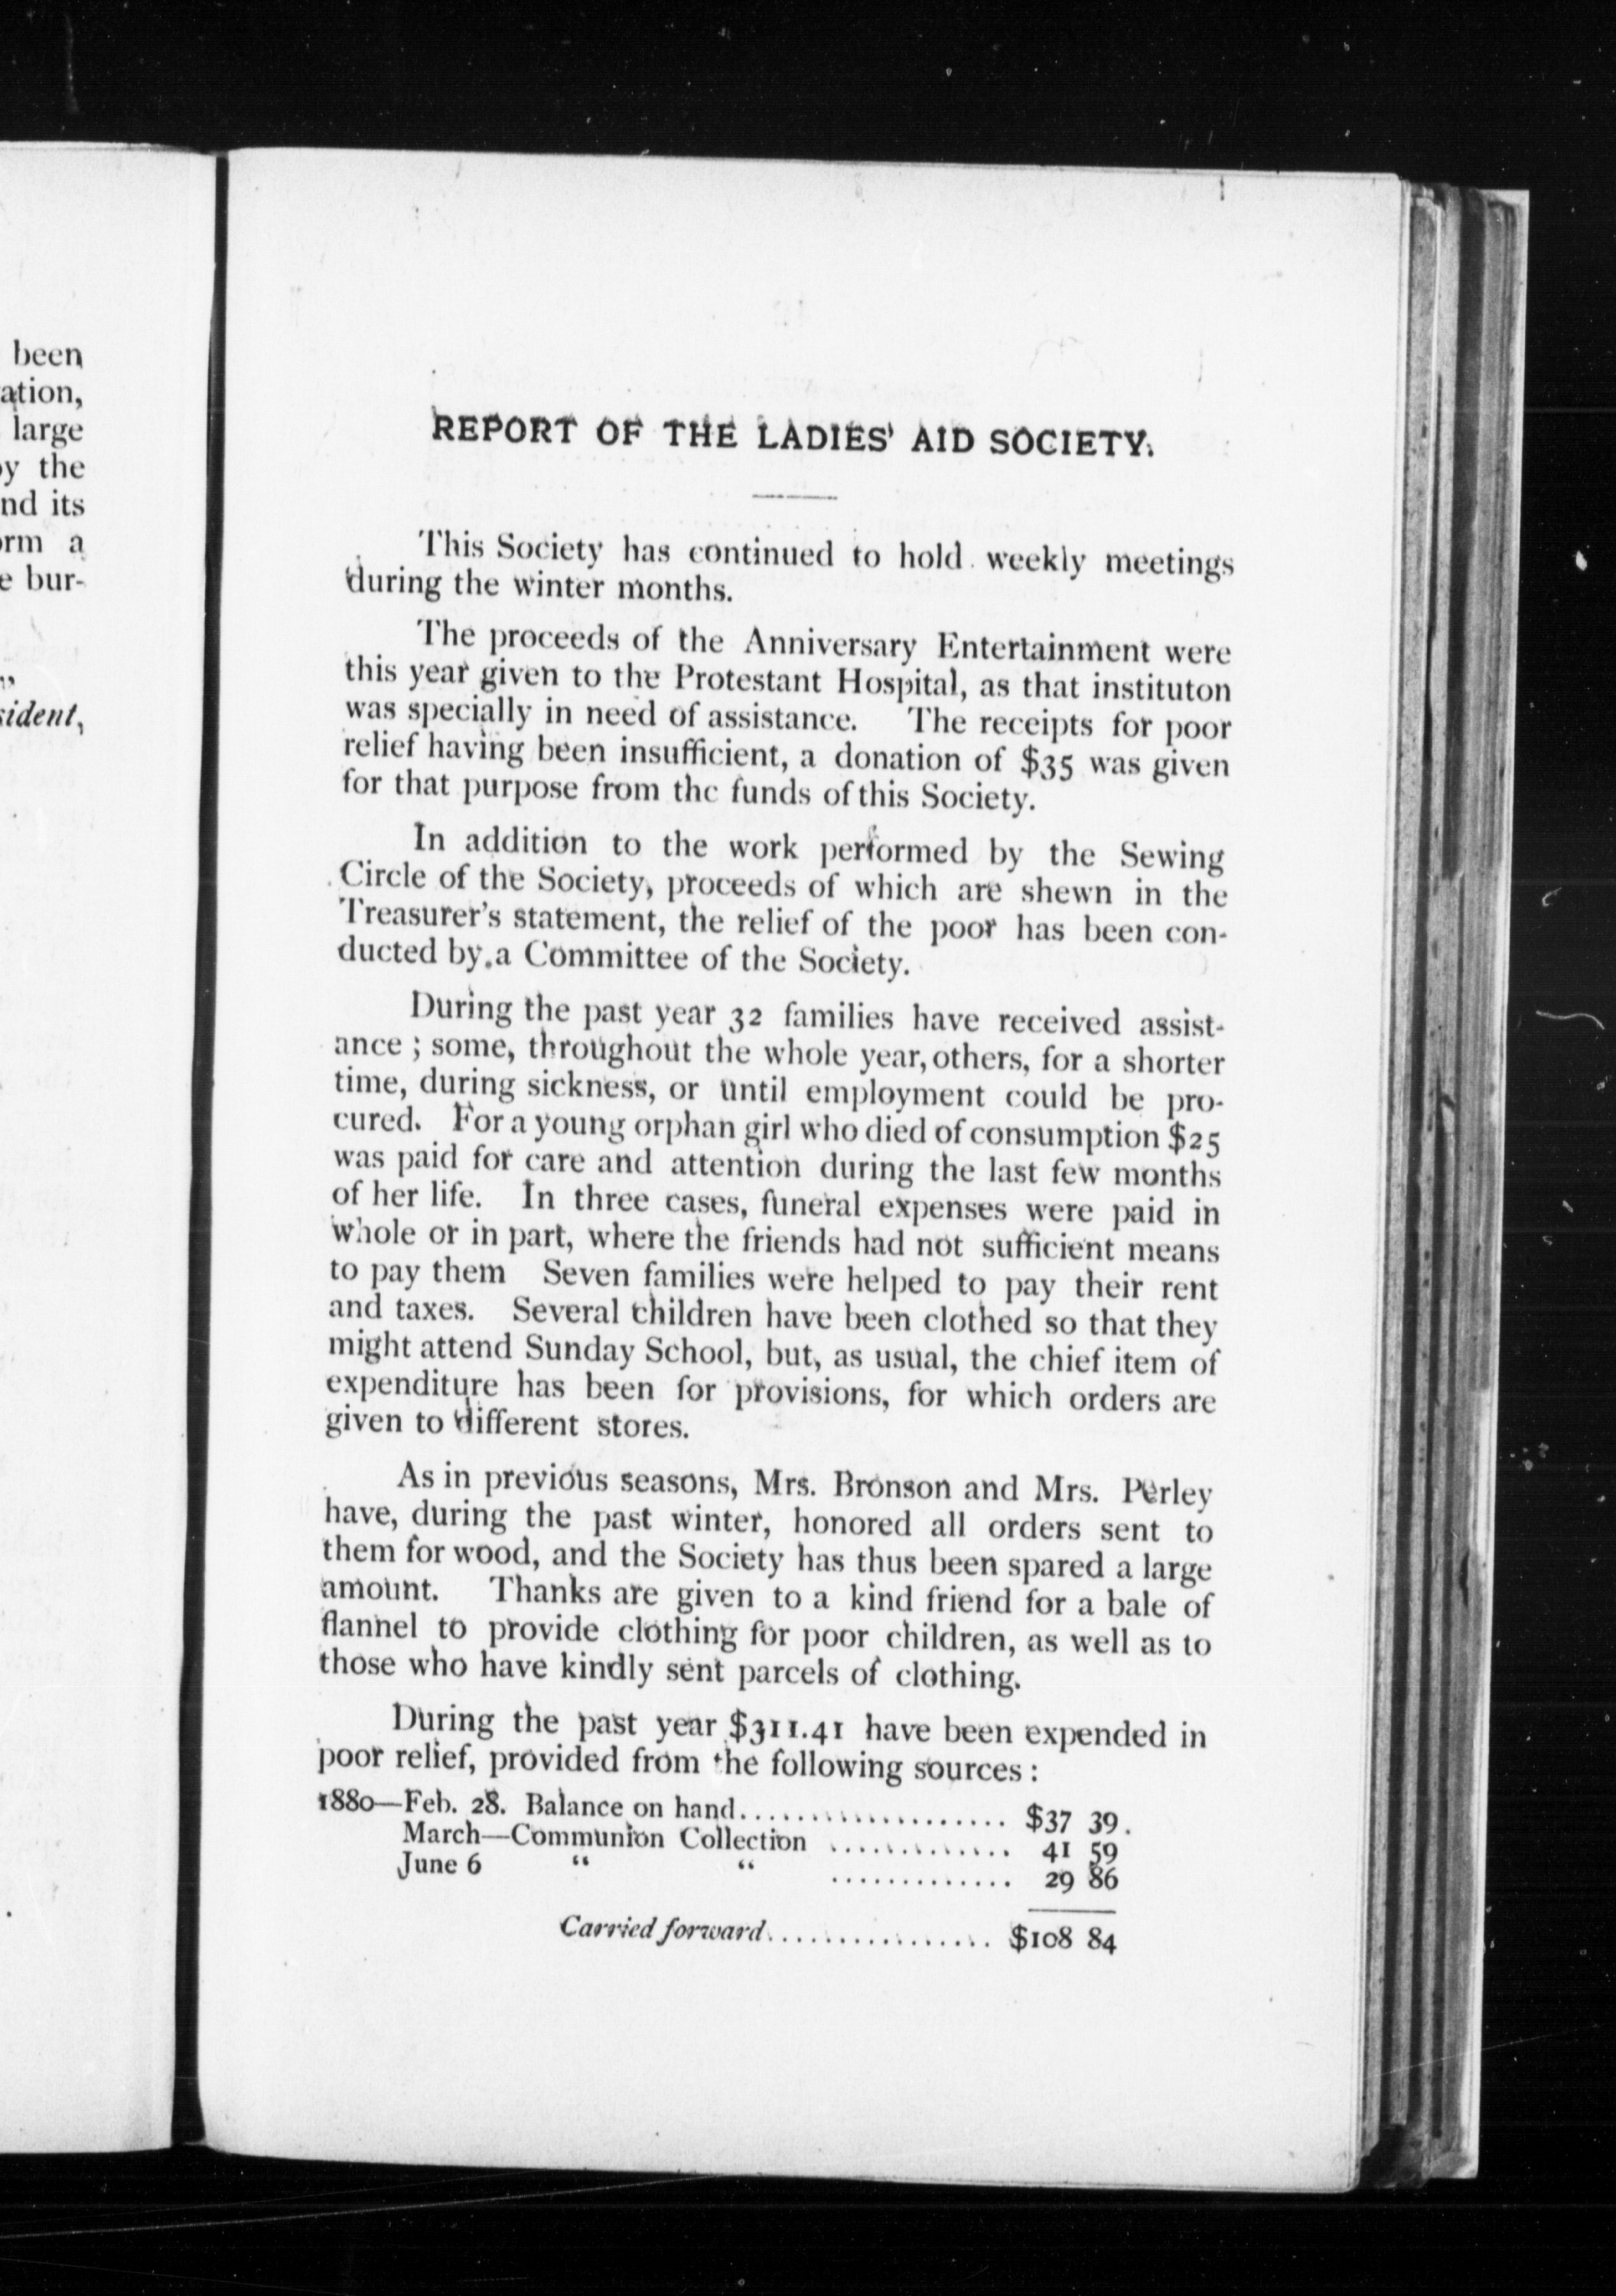 been
ation,
large
y the
nd its
orm a
e bur-
"
sident,
REPORT OF THE LADIES' AID SOCIETY.
This Society has continued to hold weekly meetings
during the winter months.
The proceeds of the Anniversary Entertainment were
this year given to the Protestant Hospital, as that instituton
was specially in need of assistance. The receipts for poor
relief having been insufficient, a donation of $35 was given
for that purpose from the funds of this Society.
In addition to the work performed by the Sewing
Circle of the Society, proceeds of which are shewn in the
Treasurer's statement, the relief of the poor has been con-
ducted by a Committee of the Society.
During the past year 32 families have received assist-
ance ; some, throughout the whole year, others, for a shorter
time, during sickness, or until employment could be pro-
cured. For a young orphan girl who died of consumption $25
was paid for care and attention during the last few months
of her life. In three cases, funeral expenses were paid in
whole or in part, where the friends had not sufficient means
to pay them Seven families were helped to pay their rent
and taxes. Several children have been clothed so that they
might attend Sunday School, but, as usual, the chief item of
expenditure has been for provisions, for which orders are
given to different stores.
As in previous seasons, Mrs. Bronson and Mrs. Perley
have, during the past winter, honored all orders sent to
them for wood, and the Society has thus been spared a large
amount. Thanks are given to a kind friend for a bale of
flannel to provide clothing for poor children, as well as to
those who have kindly sent parcels of clothing.
During the past year $311.41 have been expended in
poor relief, provided from the following sources :
1880—Feb. 28. Balance on hand.................... $37 39
March—Communion Collection ............. 41 59
June 6 " " ............. 29 86
Carried forward................ $108 84